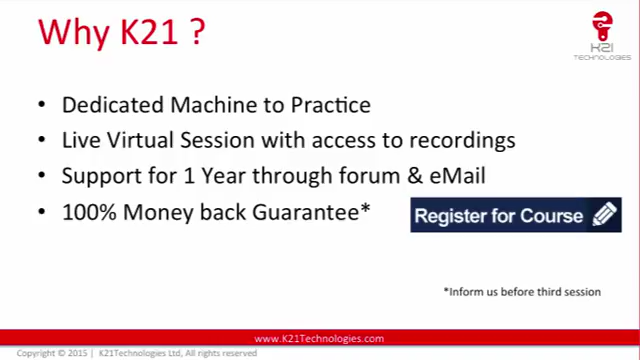 Why K21 ?
K21
TECHNOLOGIES
• Dedicated Machine to Practice
• Live Virtual Session with access to recordings
• Support for 1 Year through forum & eMail
• 100% Money back Guarantee*
Register for Course
*Inform us before third session
www.K21Technologies.com
Copyright © 2015 | K21Technologies Ltd, All rights reserved